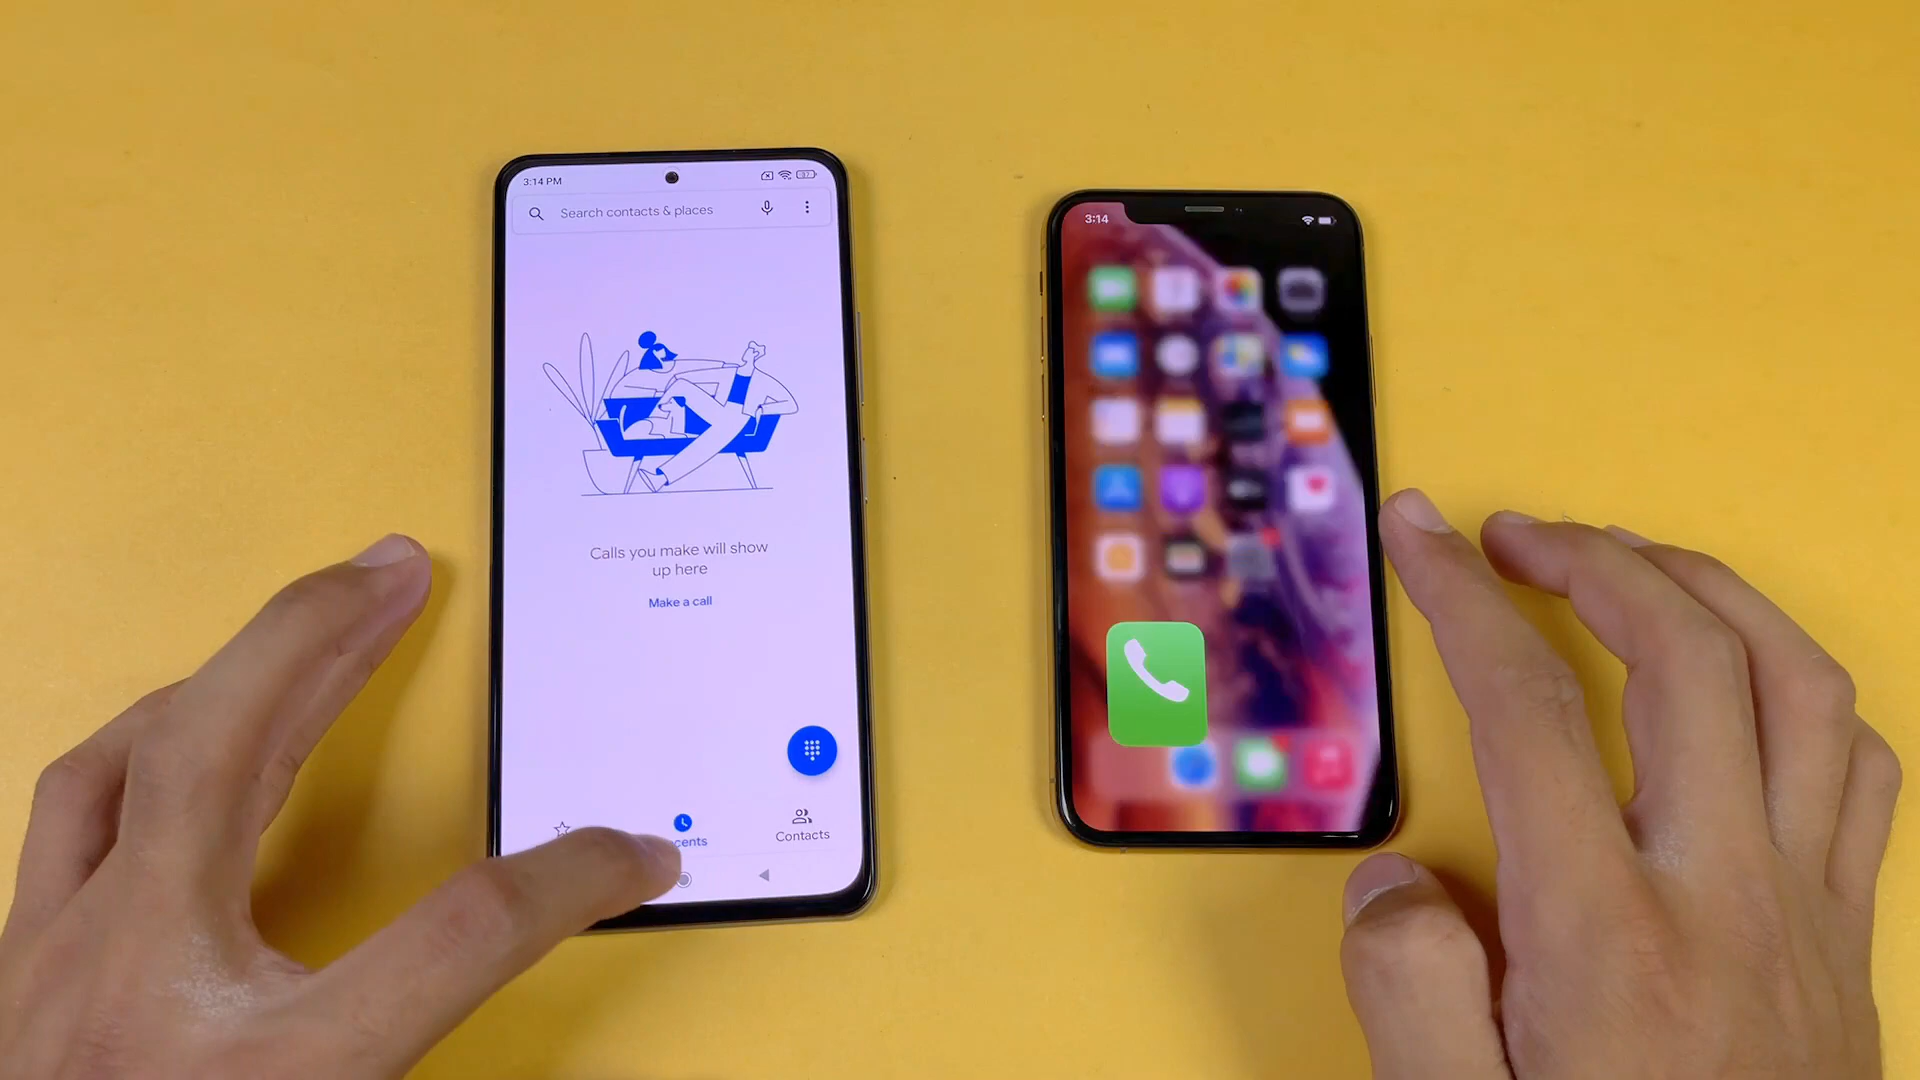 3:14 PM
97
Search contacts & places
Calls you make will show
up here
Make a call
cents
Contacts
3:14